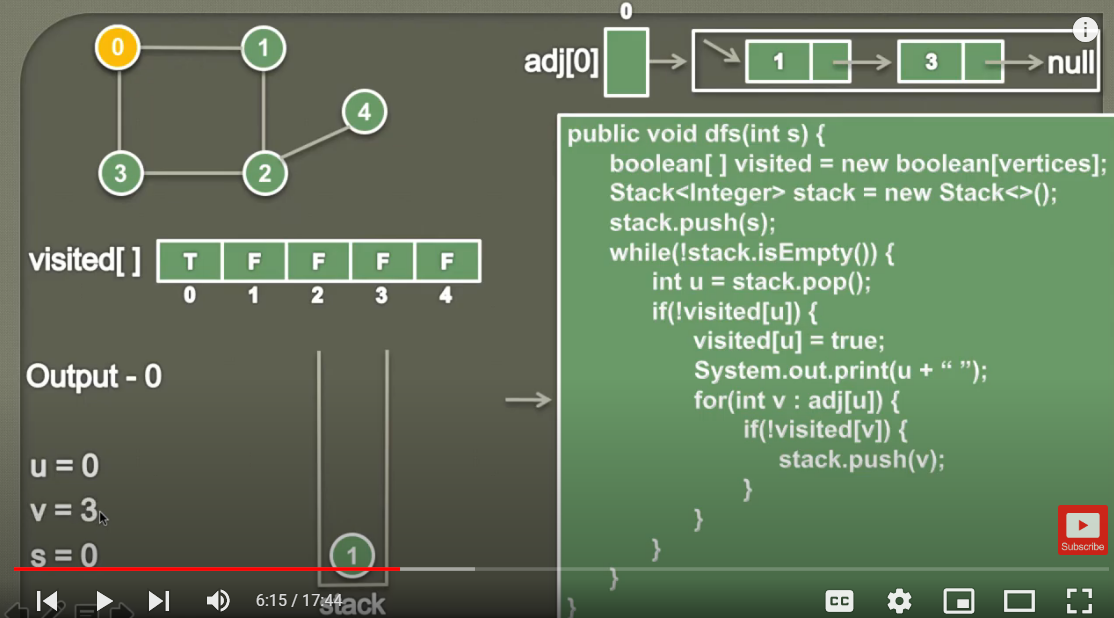 0
0
1
adj[0]
1
3
null
4
3
2
public void dfs(int s) {
boolean[ ] visited = new boolean[vertices];
Stack<Integer> stack = new Stack<>();
stack.push(s);
while(!stack.isEmpty()) {
int u = stack.pop();
if(!visited[u]) {
visited[u] = true;
System.out.print(u + “ ”);
for(int v : adj[u]) {
if(!visited[v]) {
stack.push(v);
}
}
}
}
}
visited[ ]
T F F F F
0 1 2 3 4
Output - 0
u = 0
v = 3
s = 0
1
stack
Subscribe
6:15 / 17:44
CC